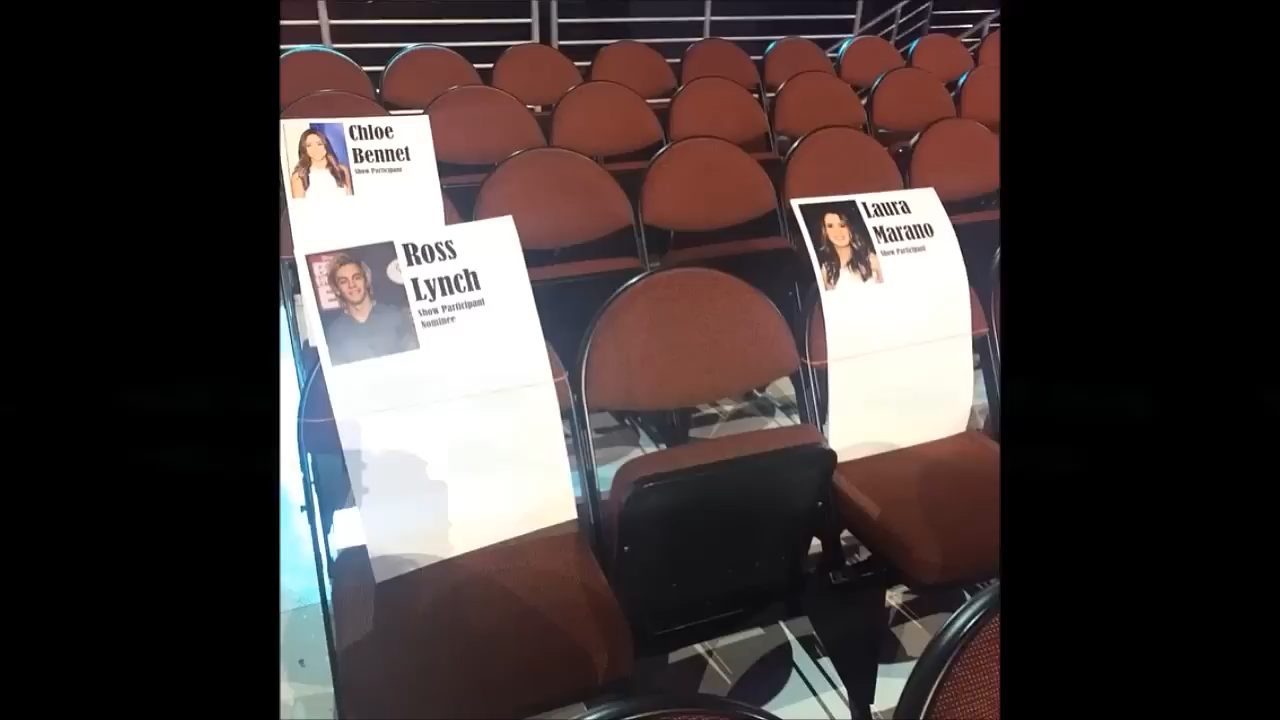 Chloe
Bennet
Show Participant
Ross
Lynch
Show Participant
Nominee
Laura
Marano
Show Participant